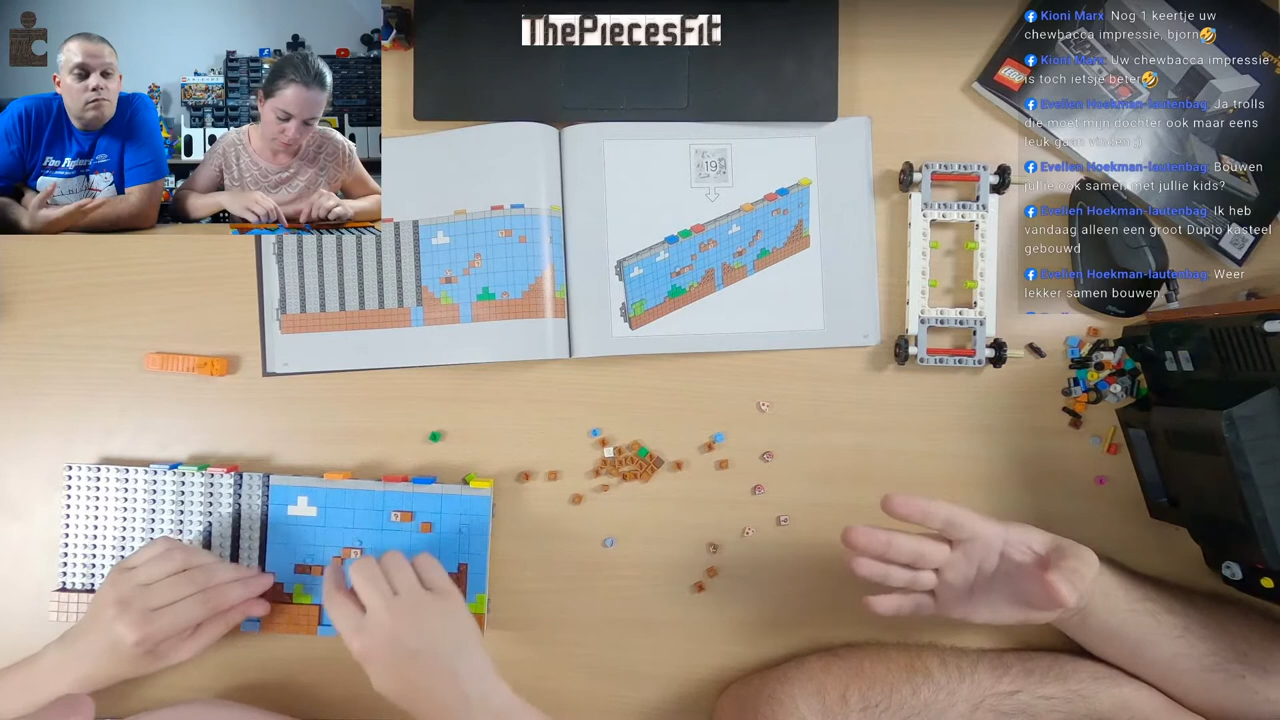 ThePiecesFit
Foo Fighters
LEGO
19
?
?
Kioni Marx Nog 1 keertje uw
chewbacca impressie, bjorn🤣
Kioni Marx Uw chewbacca impressie
is toch ietsje beter🤣
Evelien Hoekman-lautenbag: Ja trolls
die moet mijn dochter ook maar eens
leuk gaan vinden ;)
Evelien Hoekman-lautenbag: Bouwen
jullie ook samen met jullie kids?
Evelien Hoekman-lautenbag: Ik heb
vandaag alleen een groot Duplo kasteel
gebouwd
Evelien Hoekman-lautenbag: Weer
lekker samen bouwen